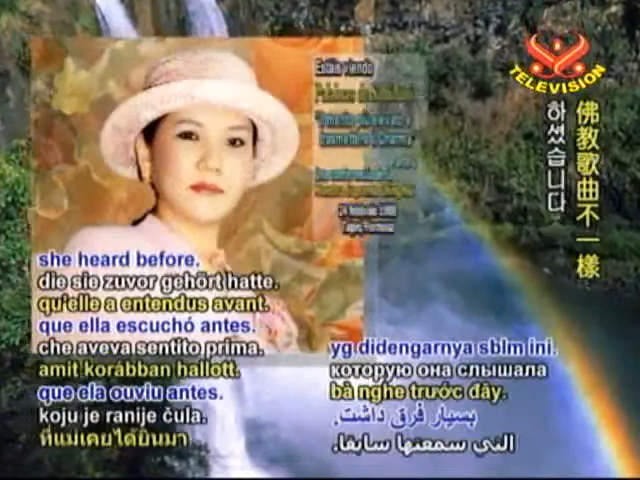 TELEVISION
Estáis viendo
佛教歌曲不一樣
하셨습니다
she heard before.
die sie zuvor gehört hatte.
qu'elle a entendus avant.
que ella escuchó antes.
che aveva sentito prima.
amit korábban hallott.
que ela ouviu antes.
koju je ranije čula.
ที่แม่เคยได้ยินมา
yg didengarnya sblm ini.
которую она слышала
bà nghe trước đây.
بسیار فرق داشت.
التي سمعتها سابقا.